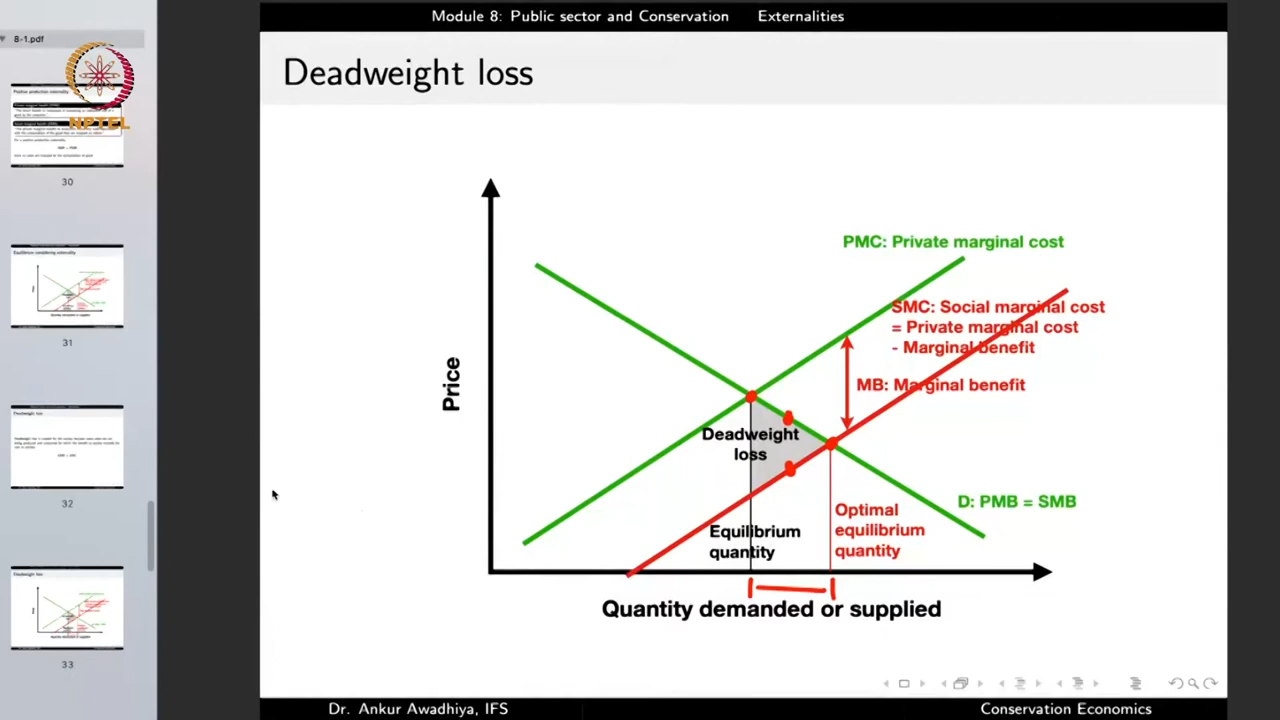 Module 8: Public sector and Conservation Externalities
8-1.pdf
NPTEL
Deadweight loss
30
31
32
33
PMC: Private marginal cost
SMC: Social marginal cost
= Private marginal cost
- Marginal benefit
MB: Marginal benefit
Price
Deadweight
loss
D: PMB = SMB
Optimal
equilibrium
quantity
Equilibrium
quantity
Quantity demanded or supplied
Dr. Ankur Awadhiya, IFS
Conservation Economics